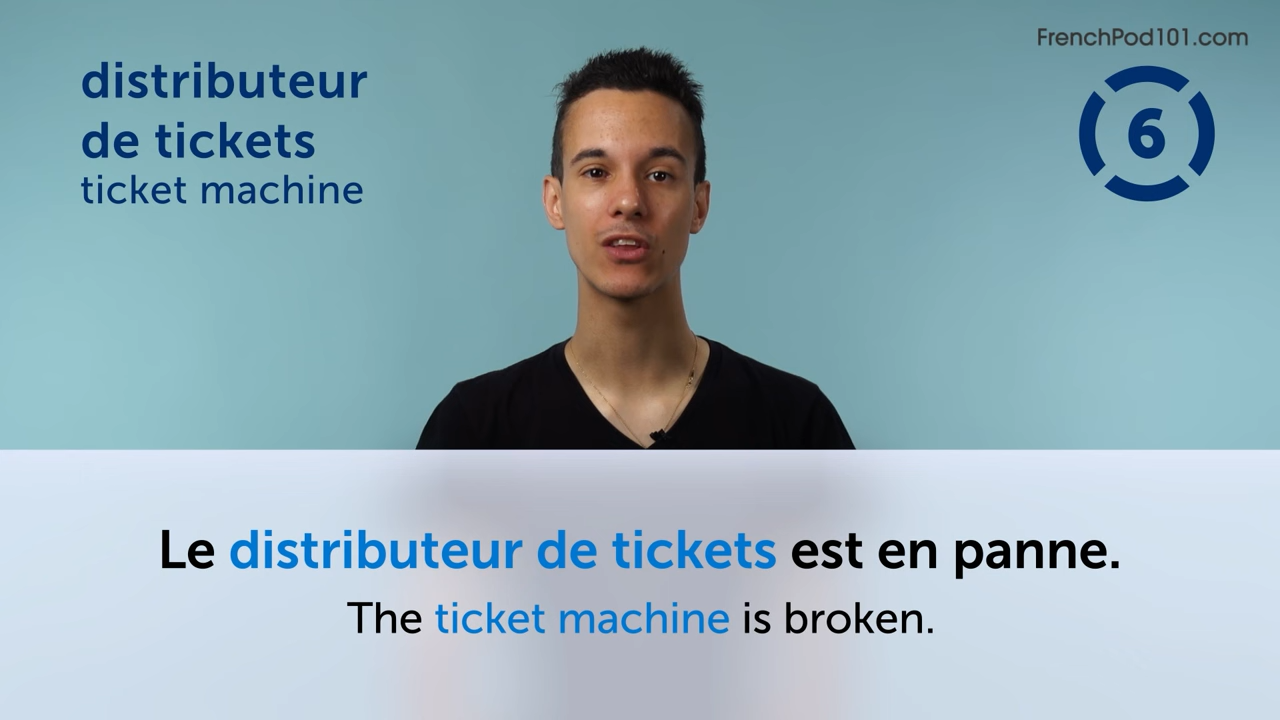 FrenchPod101.com
distributeur
de tickets
ticket machine
6
Le distributeur de tickets est en panne.
The ticket machine is broken.